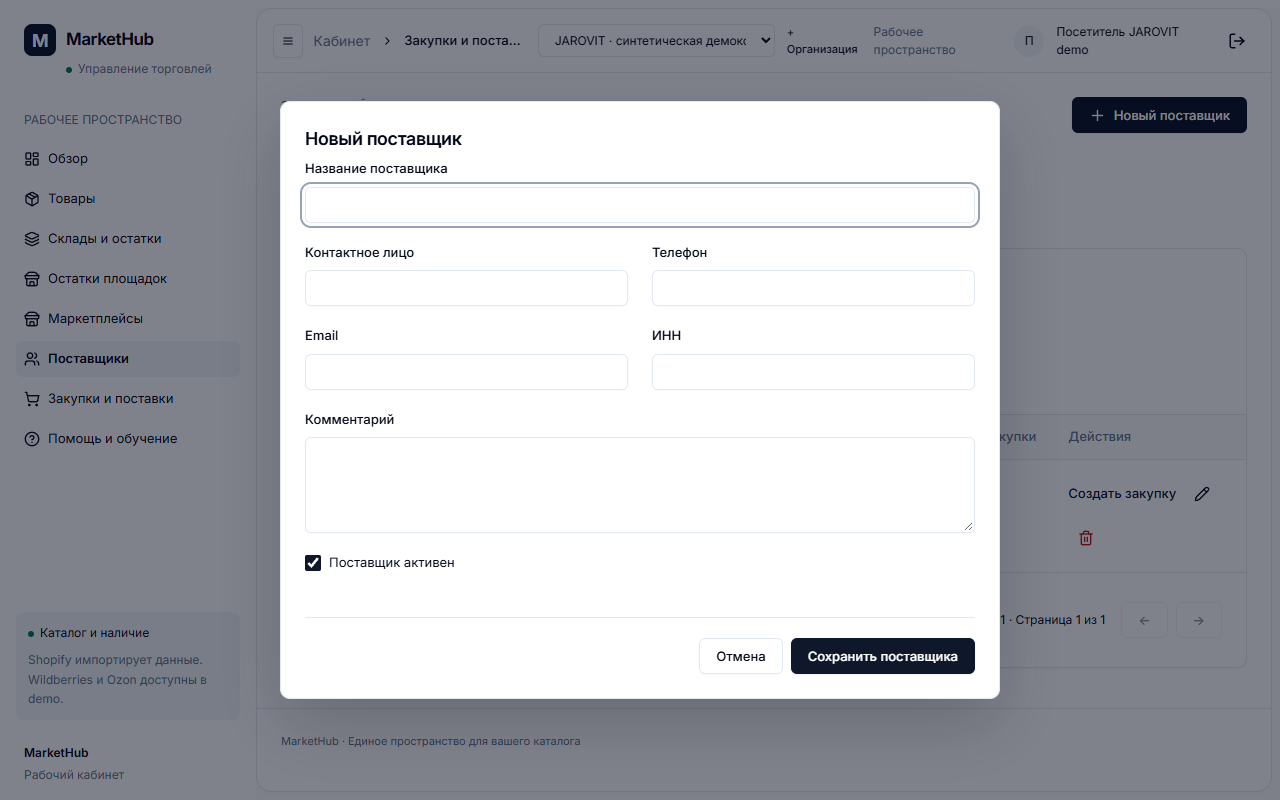 M MarketHub
Управление торговлей
РАБОЧЕЕ ПРОСТРАНСТВО
Обзор
Товары
Склады и остатки
Остатки площадок
Маркетплейсы
Поставщики
Закупки и поставки
Помощь и обучение
Каталог и наличие
Shopify импортирует данные.
Wildberries и Ozon доступны в
demo.
MarketHub
Рабочий кабинет
Кабинет > Закупки и поста...
JAROVIT · синтетическая демокс
+
Организация
Рабочее
пространство
П
Посетитель JAROVIT
demo
+ Новый поставщик
Новый поставщик
Название поставщика
Контактное лицо
Телефон
Email
ИНН
Комментарий
Поставщик активен
Отмена
Сохранить поставщика
купки
Действия
Создать закупку
1 · Страница 1 из 1
← →
MarketHub · Единое пространство для вашего каталога